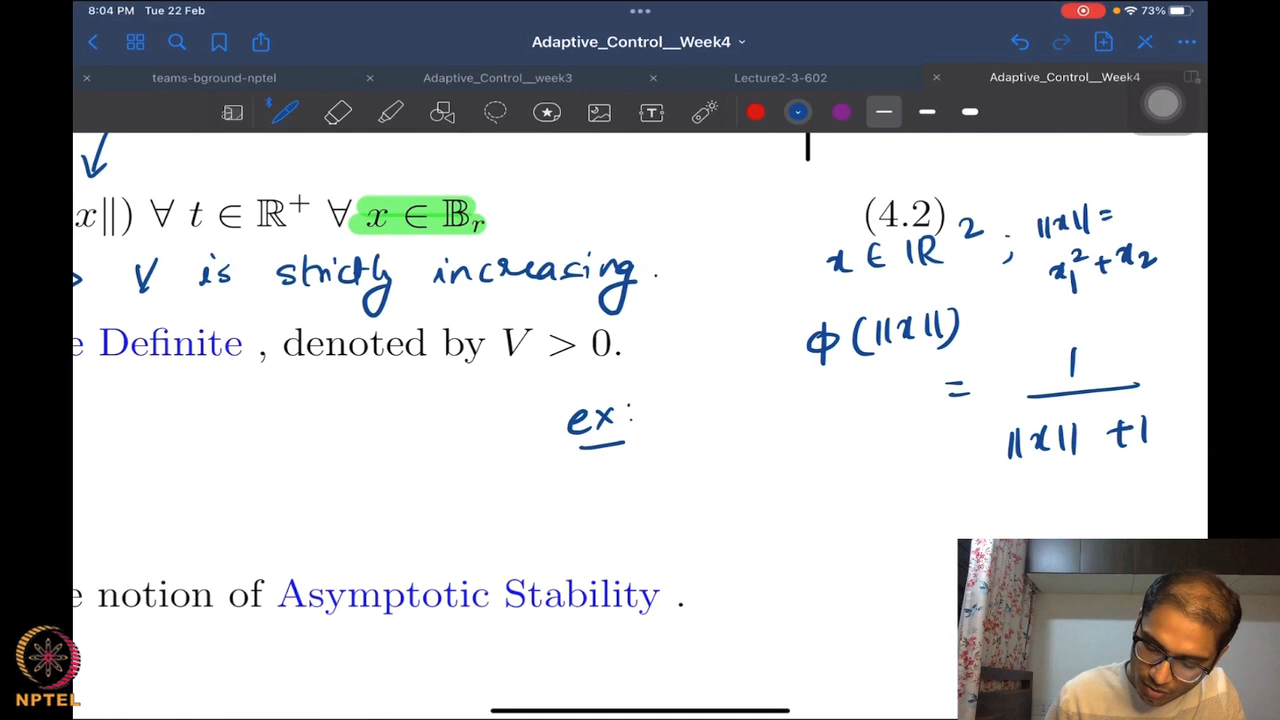 8:04 PM Tue 22 Feb
73%
Adaptive_Control__Week4
teams-bground-nptel
Adaptive_Control__week3
Lecture2-3-602
Adaptive_Control__Week4
T
x‖) ∀ t ∈ ℝ⁺ ∀ x ∈ 𝔹ᵣ
(4.2)
x ∈ ℝ² ; ||x|| =
x₁² + x₂
V is strictly increasing.
ϕ(||x||)
= 1 / (||x|| + 1)
e Definite , denoted by V > 0.
ex:
e notion of Asymptotic Stability .
NPTEL